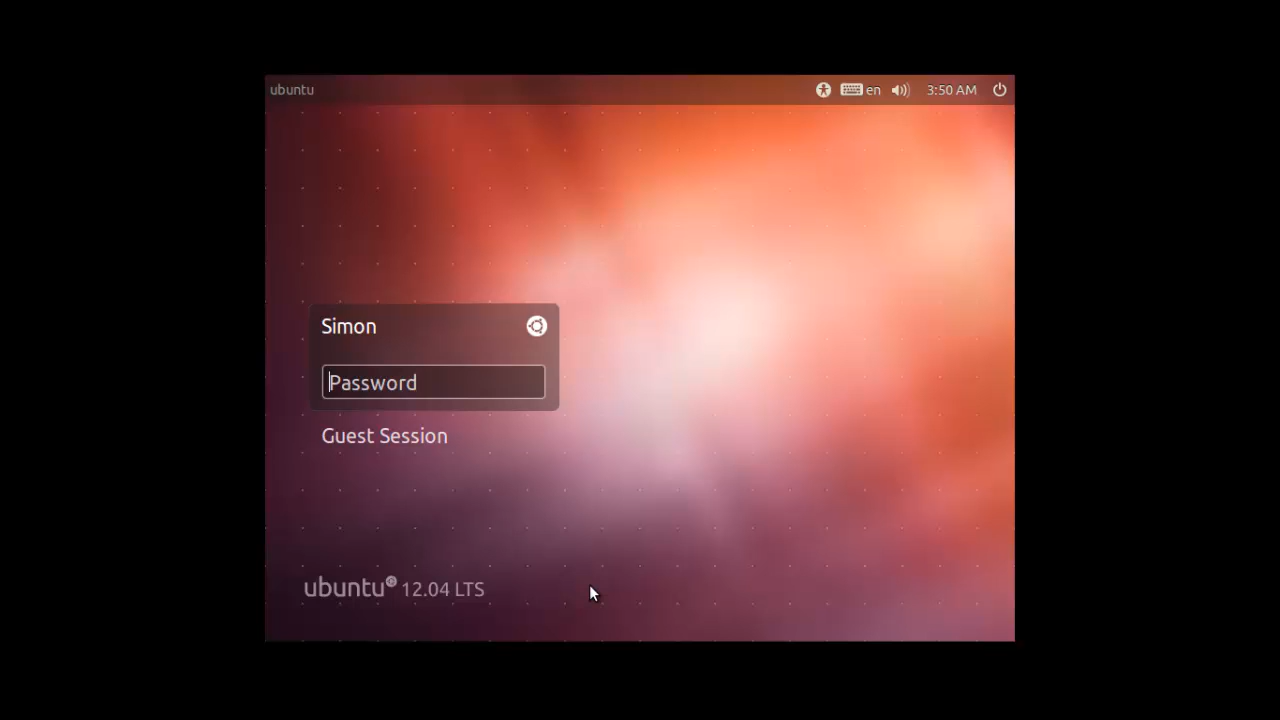 ubuntu en 3:50 AM
Simon
Password
Guest Session
ubuntu 12.04 LTS